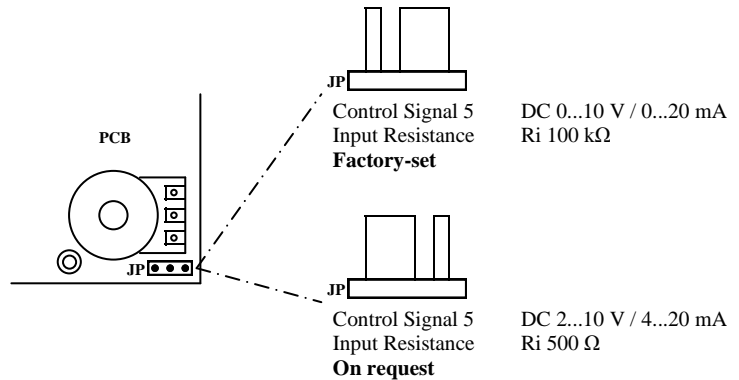 JP
Control Signal 5 DC 0...10 V / 0...20 mA
Input Resistance Ri 100 kΩ
Factory-set
PCB
JP
JP
Control Signal 5 DC 2...10 V / 4...20 mA
Input Resistance Ri 500 Ω
On request